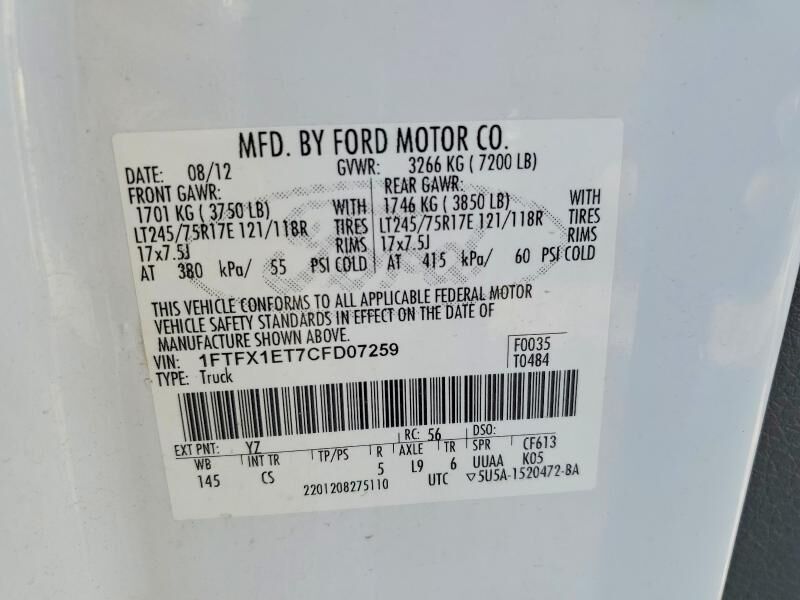 MFD. BY FORD MOTOR CO.
DATE: 08/12 GVWR: 3266 KG ( 7200 LB)
FRONT GAWR: REAR GAWR:
1701 KG ( 3750 LB) WITH 1746 KG ( 3850 LB) WITH
LT245/75R17E 121/118R TIRES LT245/75R17E 121/118R TIRES
17x7.5J RIMS 17x7.5J RIMS
AT 380 kPa/ 55 PSI COLD AT 415 kPa/ 60 PSI COLD
THIS VEHICLE CONFORMS TO ALL APPLICABLE FEDERAL MOTOR
VEHICLE SAFETY STANDARDS IN EFFECT ON THE DATE OF
MANUFACTURE SHOWN ABOVE.
VIN: 1FTFX1ET7CFD07259 F0035
TYPE: Truck T0484
EXT PNT: YZ RC: 56 DSO:
WB INT TR TP/PS R AXLE TR SPR CF613
145 CS 5 L9 6 UUAA K05
2201208275110 UTC ▽5U5A-1520472-BA